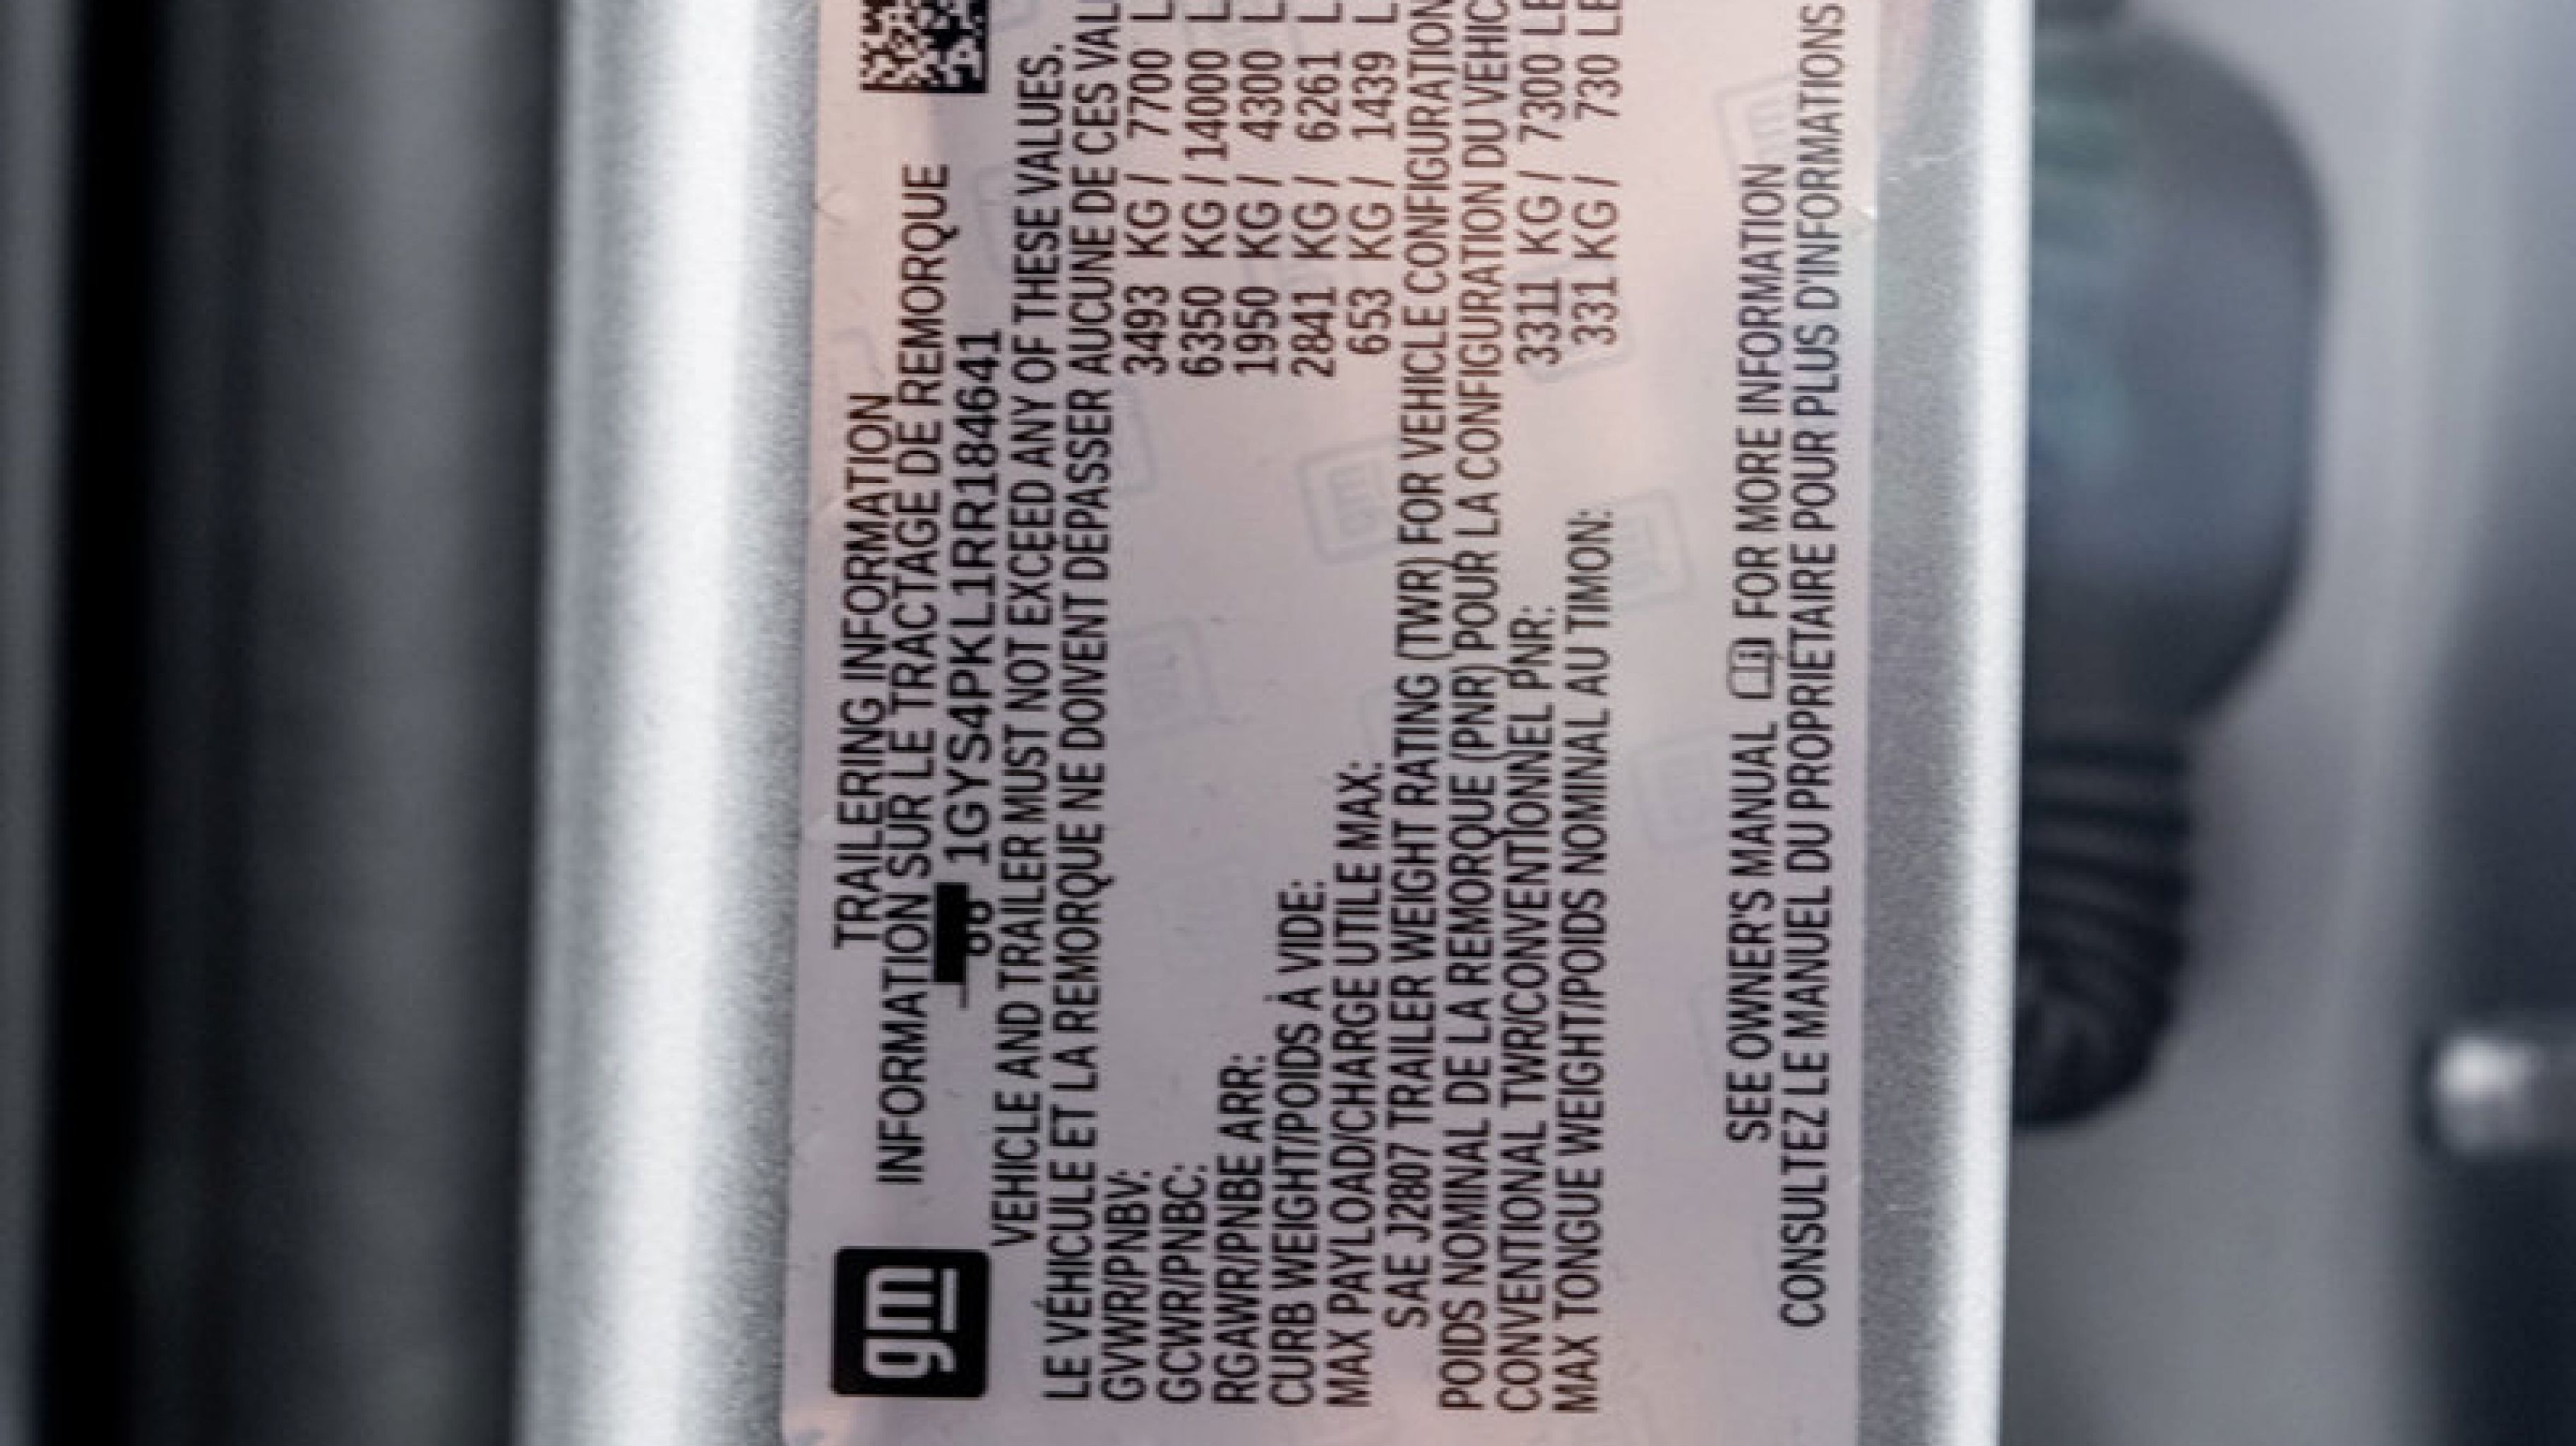 gm
TRAILERING INFORMATION
INFORMATION SUR LE TRACTAGE DE REMORQUE
1GYS4PKL1RR184641
VEHICLE AND TRAILER MUST NOT EXCEED ANY OF THESE VALUES.
LE VÉHICULE ET LA REMORQUE NE DOIVENT DÉPASSER AUCUNE DE CES VAL
GVWR/PNBV: 3493 KG / 7700 L
GCWR/PNBC: 6350 KG / 14000 L
RGAWR/PNBE ARR: 1950 KG / 4300 L
CURB WEIGHT/POIDS À VIDE: 2841 KG / 6261 L
MAX PAYLOAD/CHARGE UTILE MAX: 653 KG / 1439 L
SAE J2807 TRAILER WEIGHT RATING (TWR) FOR VEHICLE CONFIGURATION
POIDS NOMINAL DE LA REMORQUE (PNR) POUR LA CONFIGURATION DU VEHIC
CONVENTIONAL TWR/CONVENTIONNEL PNR: 3311 KG / 7300 LB
MAX TONGUE WEIGHT/POIDS NOMINAL AU TIMON: 331 KG / 730 LB
SEE OWNER'S MANUAL FOR MORE INFORMATION
CONSULTEZ LE MANUEL DU PROPRIÉTAIRE POUR PLUS D'INFORMATIONS